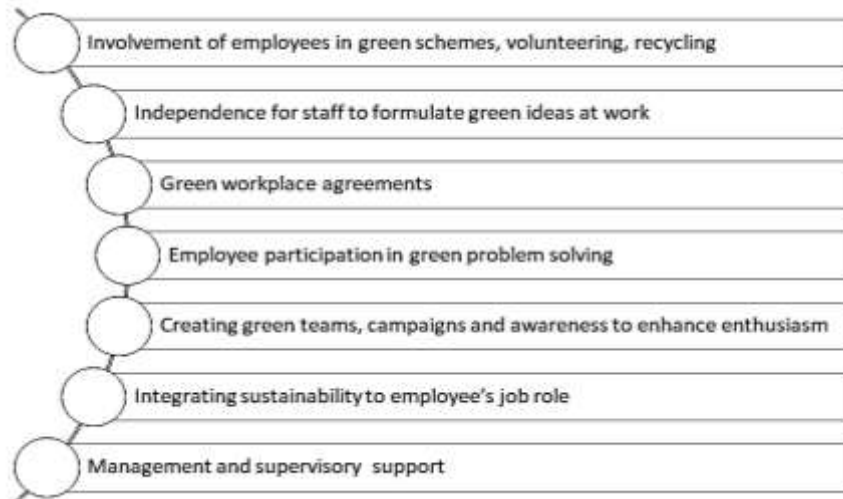 Involvement of employees in green schemes, volunteering, recycling
Independence for staff to formulate green ideas at work
Green workplace agreements
Employee participation in green problem solving
Creating green teams, campaigns and awareness to enhance enthusiasm
Integrating sustainability to employee's job role
Management and supervisory support